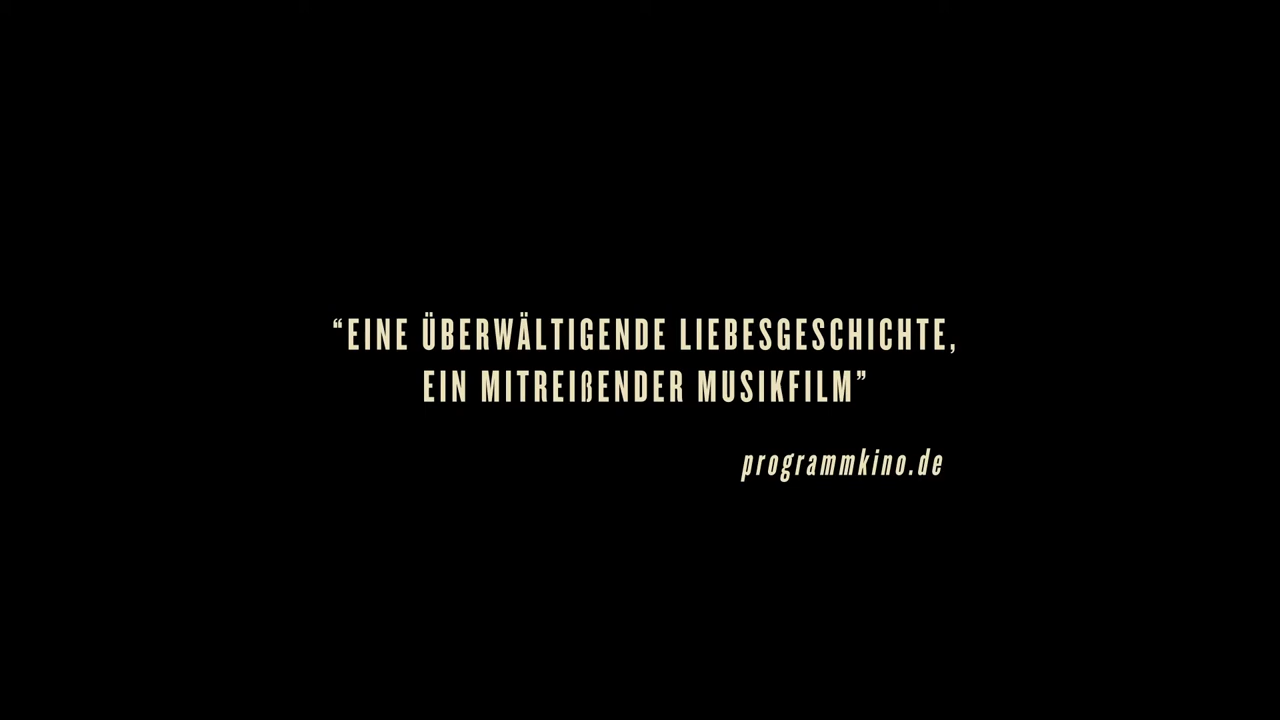 “EINE ÜBERWÄLTIGENDE LIEBESGESCHICHTE,
EIN MITREIßENDER MUSIKFILM”
programmkino.de